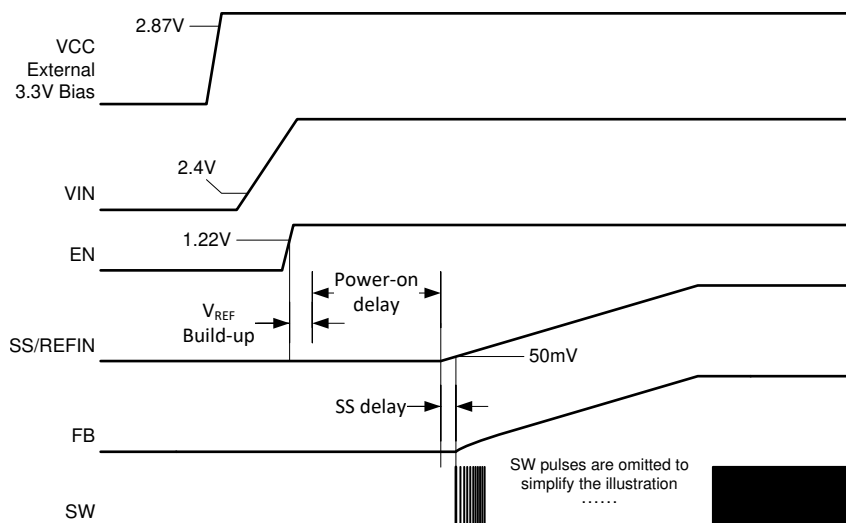 2.87V
VCC
External
3.3V Bias
2.4V
VIN
1.22V
EN
Power-on
delay
VREF
Build-up
SS/REFIN
50mV
SS delay
FB
SW pulses are omitted to
simplify the illustration
......
SW